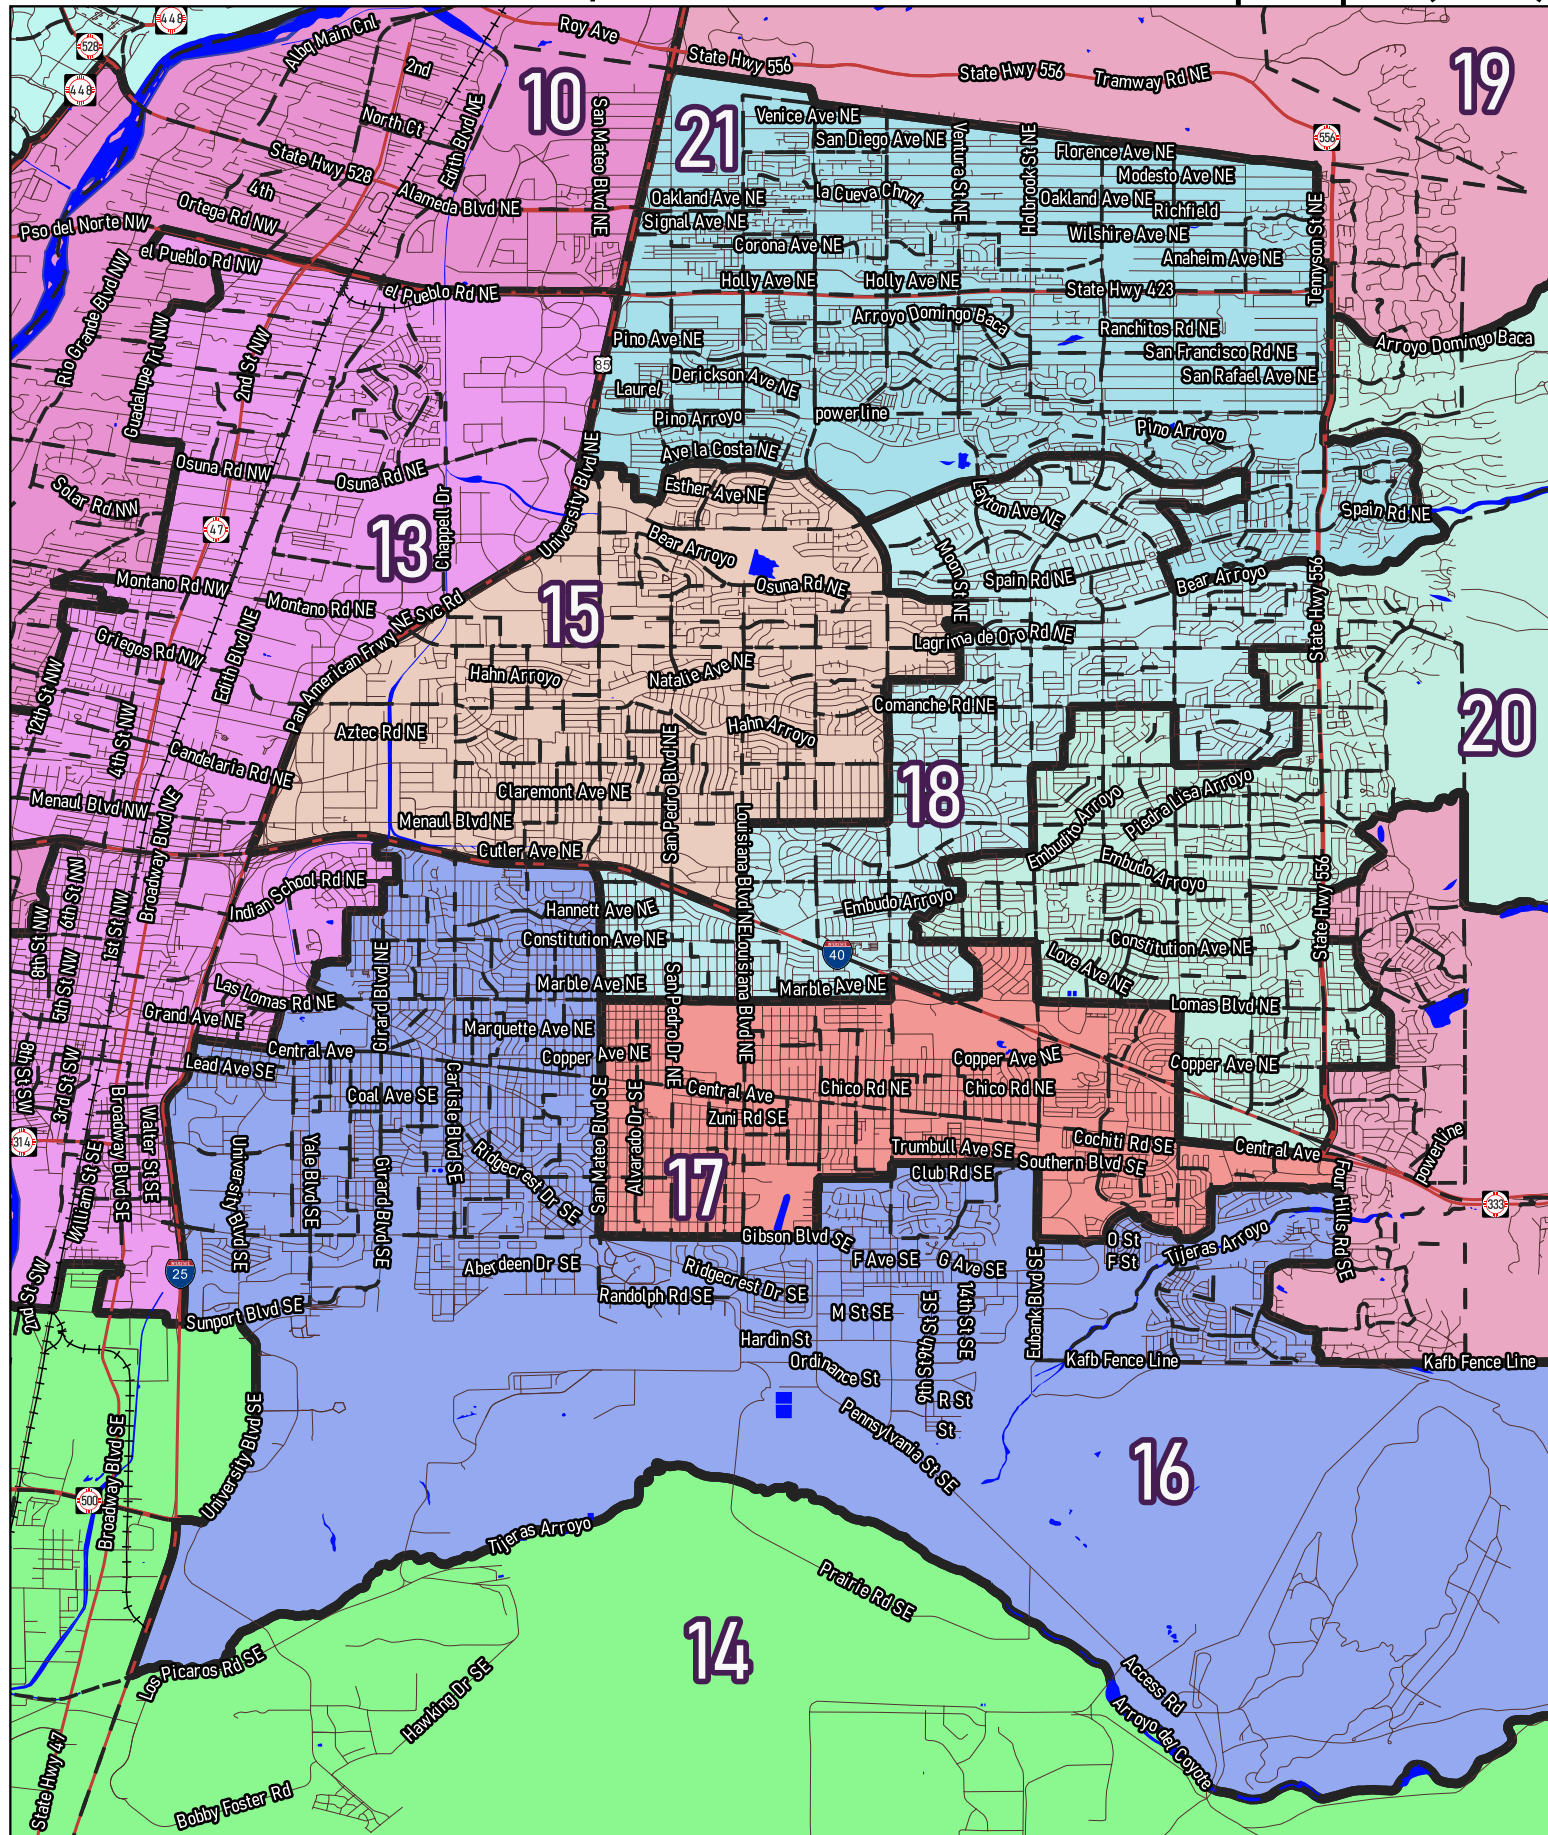 448
528
448
Albq Main Cnl
2nd
Roy Ave
State Hwy 556
State Hwy 556
Tramway Rd NE
19
10
North Ct
Edith Blvd NE
San Mateo Blvd NE
21
Venice Ave NE
San Diego Ave NE
Ventura St NE
Holbrook St NE
Florence Ave NE
556
State Hwy 528
4th
Ortega Rd NW
Alameda Blvd NE
Oakland Ave NE
la Cueva Chnnl
Modesto Ave NE
Oakland Ave NE
Richfield
Tennyson St NE
Pso del Norte NW
el Pueblo Rd NW
Signal Ave NE
Corona Ave NE
Wilshire Ave NE
Anaheim Ave NE
el Pueblo Rd NE
Holly Ave NE
Holly Ave NE
State Hwy 423
Rio Grande Blvd NW
Guadalupe Trl NW
2nd St NW
Pino Ave NE
85
Arroyo Domingo Baca
Ranchitos Rd NE
San Francisco Rd NE
San Rafael Ave NE
Arroyo Domingo Baca
Laurel
Derickson Ave NE
Pino Arroyo
powerline
Pino Arroyo
Ave la Costa NE
Osuna Rd NW
Osuna Rd NE
Solar Rd NW
University Blvd NE
Chappell Dr
Esther Ave NE
Layton Ave NE
Spain Rd NE
47
13
Bear Arroyo
Osuna Rd NE
Moon St NE
Spain Rd NE
Bear Arroyo
State Hwy 556
Montano Rd NW
Montano Rd NE
Pan American Frwy NE Svc Rd
15
Griegos Rd NW
Edith Blvd NE
12th St NW
Lagrima de Oro Rd NE
Hahn Arroyo
Natalie Ave NE
Comanche Rd NE
20
4th St NW
Candelaria Rd NE
Aztec Rd NE
San Pedro Blvd NE
Hahn Arroyo
18
Menaul Blvd NW
Broadway Blvd NE
Claremont Ave NE
Menaul Blvd NE
Louisiana Blvd NE
Embudito Arroyo
Piedra Lisa Arroyo
Cutler Ave NE
Embudo Arroyo
State Hwy 556
6th St NW
8th St NW
1st St NW
5th St NW
Indian School Rd NE
Hannett Ave NE
Embudo Arroyo
Constitution Ave NE
40
Constitution Ave NE
Love Ave NE
Girard Blvd NE
Las Lomas Rd NE
Marble Ave NE
San Pedro Dr NE
Louisiana Blvd NE
Marble Ave NE
Lomas Blvd NE
Grand Ave NE
Marquette Ave NE
Central Ave
Lead Ave SE
Copper Ave NE
Copper Ave NE
Copper Ave NE
8th St SW
3rd St SW
Broadway Blvd SE
Walter St SE
Coal Ave SE
Carlisle Blvd SE
San Mateo Blvd SE
Alvarado Dr SE
Central Ave
Chico Rd NE
Chico Rd NE
Zuni Rd SE
314
William St SE
University Blvd SE
Yale Blvd SE
Girard Blvd SE
Ridgecrest Dr SE
17
Trumbull Ave SE
Cochiti Rd SE
Club Rd SE
Southern Blvd SE
Central Ave
Four Hills Rd SE
powerline
333
Gibson Blvd SE
O St
F St
Tijeras Arroyo
2nd St SW
25
Aberdeen Dr SE
Ridgecrest Dr SE
F Ave SE
G Ave SE
Eubank Blvd SE
Sunport Blvd SE
Randolph Rd SE
M St SE
9th St SE
14th St SE
Hardin St
Ordinance St
9th St
R St
St
Kafb Fence Line
Kafb Fence Line
Pennsylvania St SE
16
University Blvd SE
Broadway Blvd SE
500
Tijeras Arroyo
Prairie Rd SE
14
Los Picaros Rd SE
Hawking Dr SE
Access Rd
Arroyo del Coyote
State Hwy 47
Bobby Foster Rd